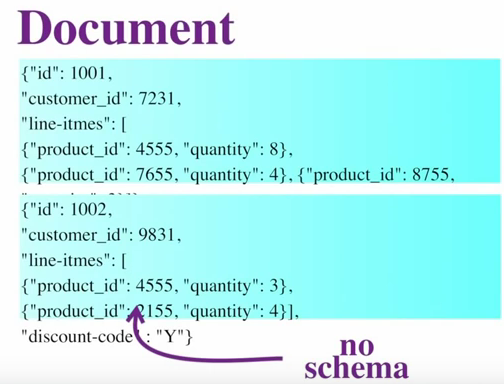 Document
{"id": 1001,
"customer_id": 7231,
"line-itmes": [
{"product_id": 4555, "quantity": 8},
{"product_id": 7655, "quantity": 4}, {"product_id": 8755,
{"id": 1002,
"customer_id": 9831,
"line-itmes": [
{"product_id": 4555, "quantity": 3},
{"product_id": 2155, "quantity": 4}],
"discount-code" : "Y"}
no
schema